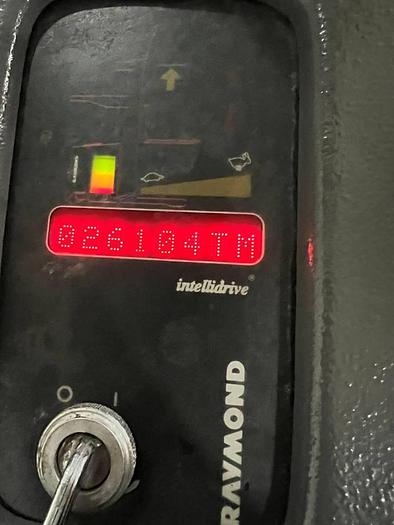 026104TM
intellidrive®
O I
RAYMOND